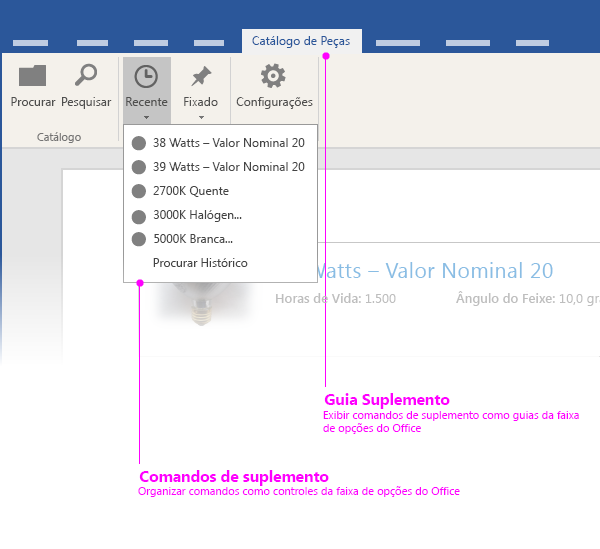 Catálogo de Peças
Procurar Pesquisar Recente Fixado Configurações
Catálogo
38 Watts – Valor Nominal 20
39 Watts – Valor Nominal 20
2700K Quente
3000K Halógen...
5000K Branca...
Procurar Histórico
Watts – Valor Nominal 20
Horas de Vida: 1.500 Ângulo do Feixe: 10,0
Guia Suplemento
Exibir comandos de suplemento como guias da faixa
de opções do Office
Comandos de suplemento
Organizar comandos como controles da faixa de opções do Office